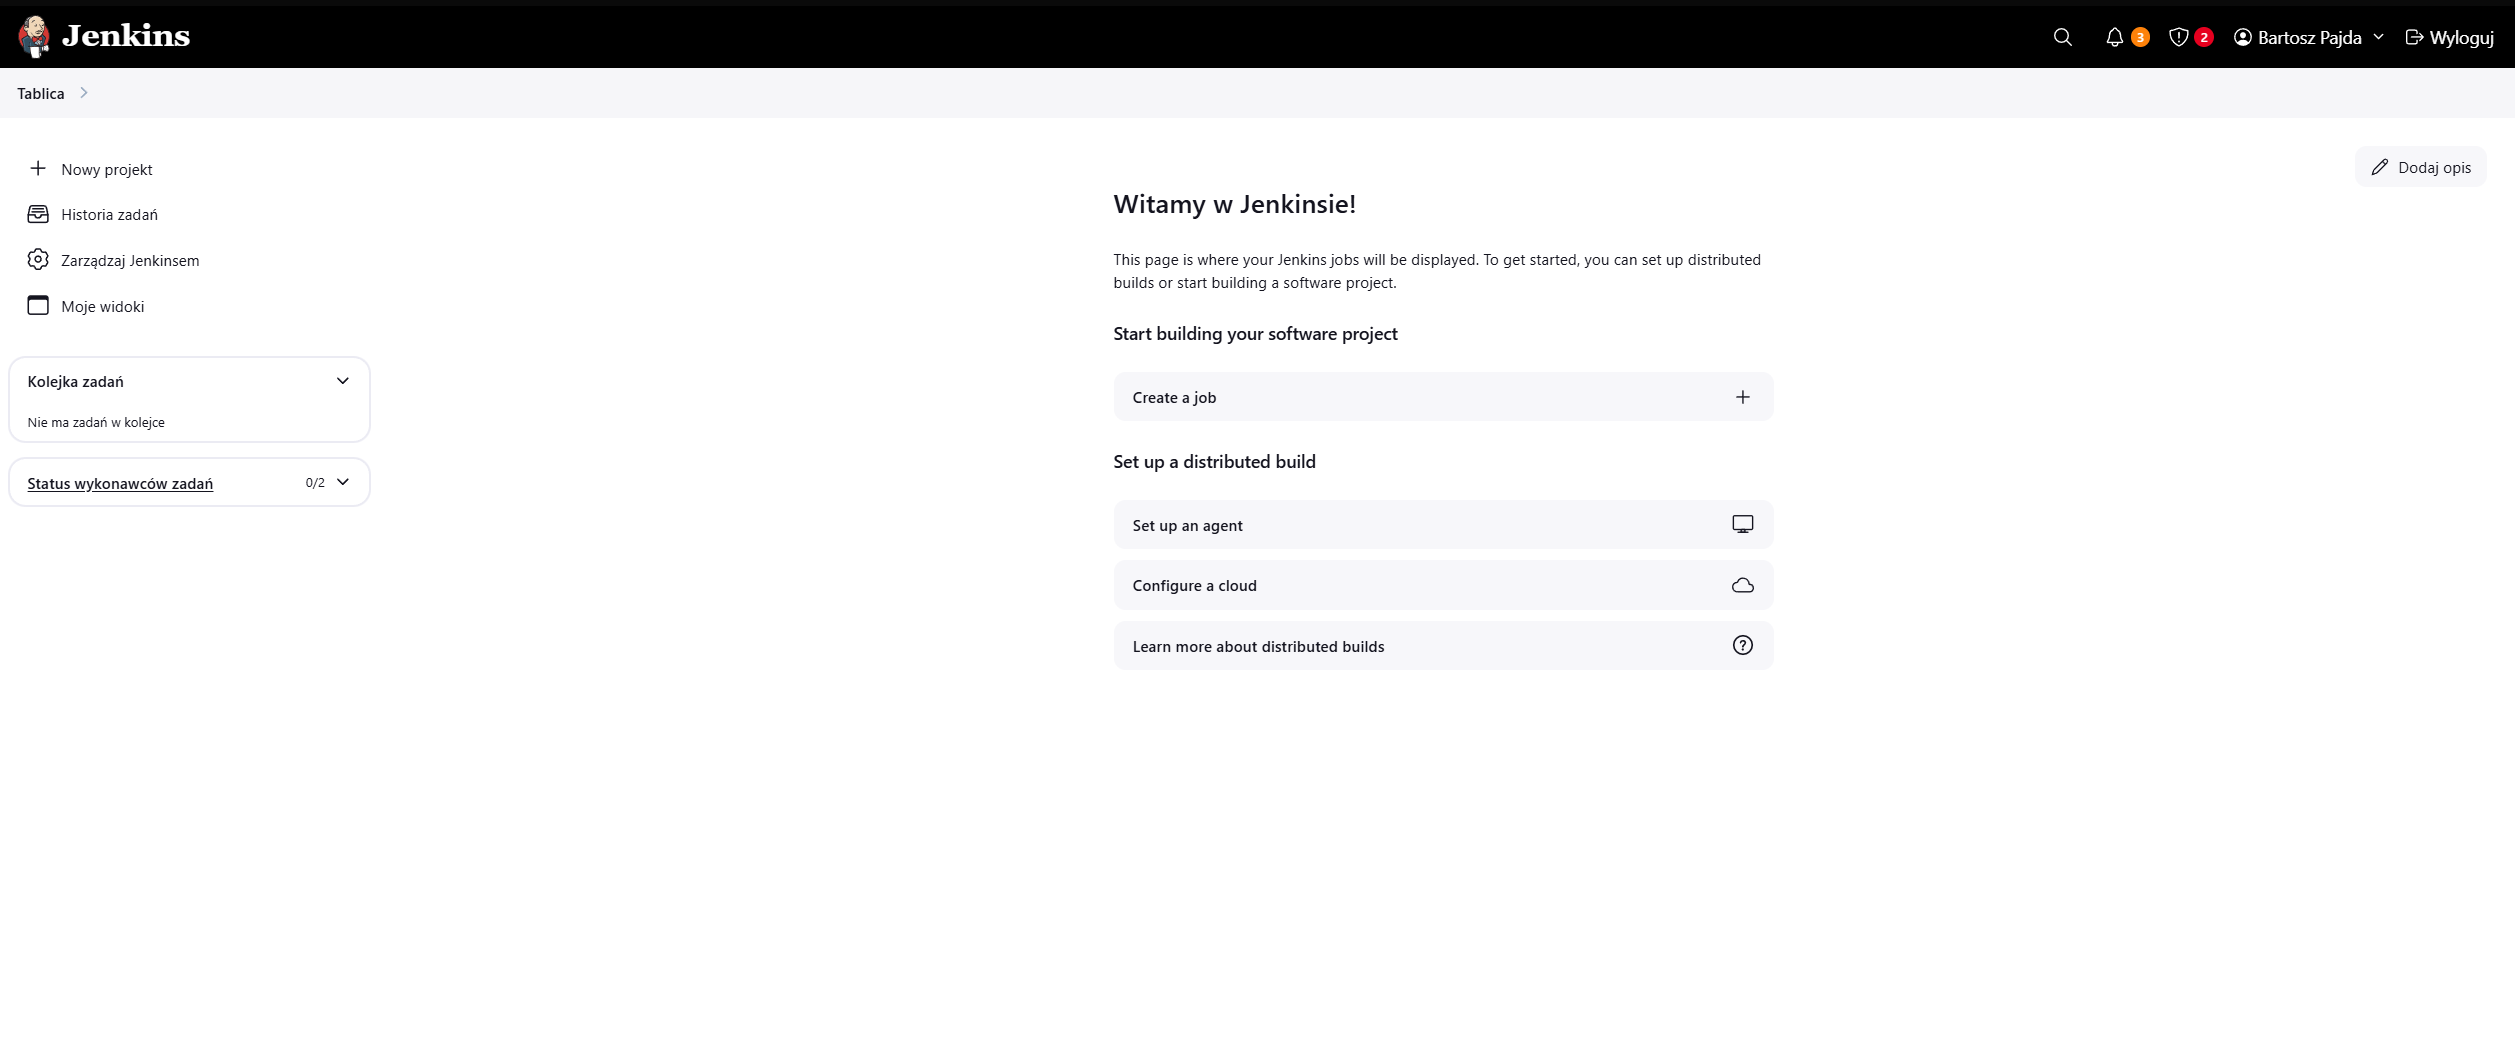 Jenkins
3
2
Bartosz Pajda
Wyloguj
Tablica
Nowy projekt
Historia zadań
Zarządzaj Jenkinsem
Moje widoki
Kolejka zadań
Nie ma zadań w kolejce
Status wykonawców zadań
0/2
Dodaj opis
Witamy w Jenkinsie!
This page is where your Jenkins jobs will be displayed. To get started, you can set up distributed
builds or start building a software project.
Start building your software project
Create a job
Set up a distributed build
Set up an agent
Configure a cloud
Learn more about distributed builds